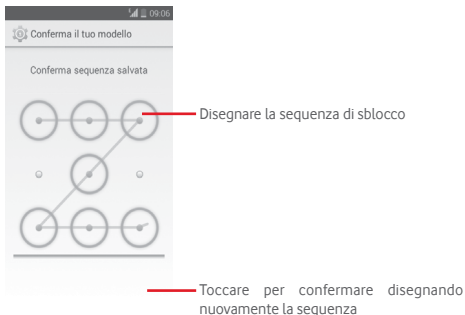 09:06
Conferma il tuo modello
Conferma sequenza salvata
Disegnare la sequenza di sblocco
Toccare per confermare disegnando
nuovamente la sequenza